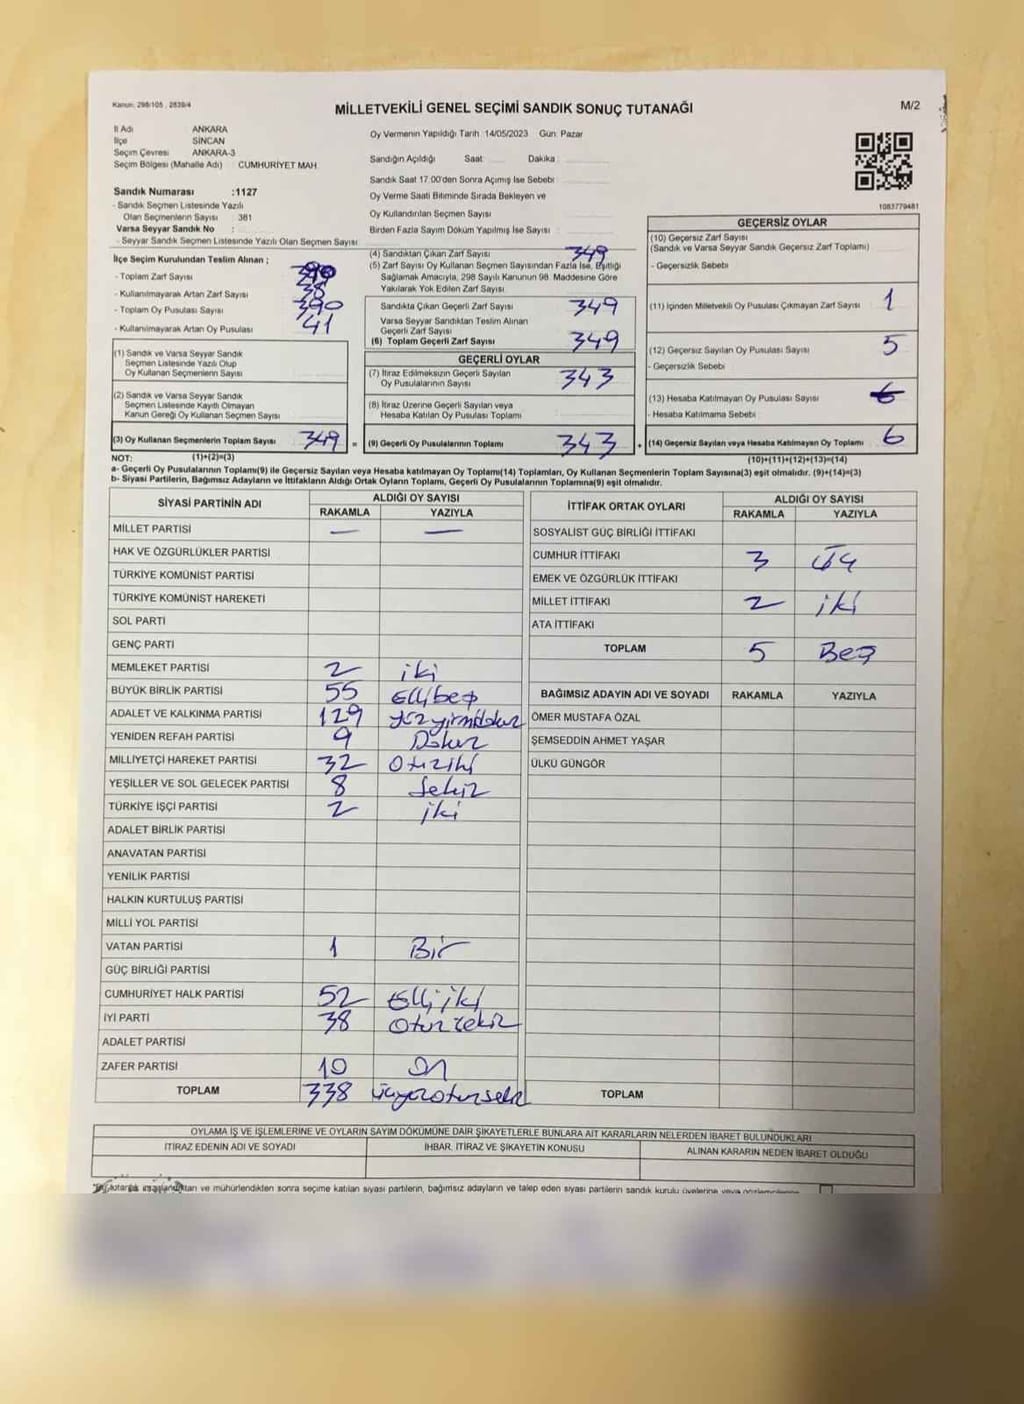 Kanun: 298/105 , 2839/4
MİLLETVEKİLİ GENEL SEÇİMİ SANDIK SONUÇ TUTANAĞI
M/2
İl Adı ANKARA
İlçe SİNCAN
Seçim Çevresi ANKARA-3
Seçim Bölgesi (Mahalle Adı) : CUMHURİYET MAH.
Sandık Numarası :1127
- Sandık Seçmen Listesinde Yazılı
Olan Seçmenlerin Sayısı : 361
Varsa Seyyar Sandık No :
- Seyyar Sandık Seçmen Listesinde Yazılı Olan Seçmen Sayısı :
Oy Vermenin Yapıldığı Tarih: 14/05/2023 Gün: Pazar
Sandığın Açıldığı Saat: Dakika:
Sandık Saat 17:00'den Sonra Açımış İse Sebebi:
Oy Verme Saati Bitiminde Sırada Bekleyen ve
Oy Kullandırılan Seçmen Sayısı
Birden Fazla Sayım Döküm Yapılmış İse Sayısı :
1083779481
İlçe Seçim Kurulundan Teslim Alınan ;
- Toplam Zarf Sayısı
- Kullanılmayarak Artan Zarf Sayısı 38
- Toplam Oy Pusulası Sayısı 390
- Kullanılmayarak Artan Oy Pusulası 41
(1) Sandık ve Varsa Seyyar Sandık
Seçmen Listesinde Yazılı Olup
Oy Kullanan Seçmenlerin Sayısı
(2) Sandık ve Varsa Seyyar Sandık
Seçmen Listesinde Kayıtlı Olmayan
Kanun Gereği Oy Kullanan Seçmen Sayısı
(3) Oy Kullanan Seçmenlerin Toplam Sayısı 349 =
(1)+(2)=(3)
(4) Sandıktan Çıkan Zarf Sayısı 349
(5) Zarf Sayısı Oy Kullanan Seçmen Sayısından Fazla İse, Eşitliği
Sağlamak Amacıyla, 298 Sayılı Kanunun 98. Maddesine Göre
Yakılarak Yok Edilen Zarf Sayısı
Sandıkta Çıkan Geçerli Zarf Sayısı 349
Varsa Seyyar Sandıktan Teslim Alınan
Geçerli Zarf Sayısı
(6) Toplam Geçerli Zarf Sayısı 349
GEÇERLİ OYLAR
(7) İtiraz Edilmeksizin Geçerli Sayılan
Oy Pusulalarının Sayısı 343
(8) İtiraz Üzerine Geçerli Sayılan veya
Hesaba Katılan Oy Pusulası Toplamı
(9) Geçerli Oy Pusulalarının Toplamı 343 +
GEÇERSİZ OYLAR
(10) Geçersiz Zarf Sayısı
(Sandık ve Varsa Seyyar Sandık Geçersiz Zarf Toplamı)
- Geçersizlik Sebebi
(11) İçinden Milletvekili Oy Pusulası Çıkmayan Zarf Sayısı 1
(12) Geçersiz Sayılan Oy Pusulası Sayısı 5
- Geçersizlik Sebebi
(13) Hesaba Katılmayan Oy Pusulası Sayısı 6
- Hesaba Katılmama Sebebi
(14) Geçersiz Sayılan veya Hesaba Katılmayan Oy Toplamı 6
(10)+(11)+(12)+(13)=(14)
NOT:
a- Geçerli Oy Pusulalarının Toplamı(9) ile Geçersiz Sayılan veya Hesaba katılmayan Oy Toplamı(14) Toplamları, Oy Kullanan Seçmenlerin Toplam Sayısına(3) eşit olmalıdır. (9)+(14)=(3)
b- Siyasi Partilerin, Bağımsız Adayların ve İttifakların Aldığı Ortak Oyların Toplamı, Geçerli Oy Pusulalarının Toplamına(9) eşit olmalıdır.
SİYASİ PARTİNİN ADI ALDIĞI OY SAYISI
RAKAMLA YAZIYLA
MİLLET PARTİSİ — —
HAK VE ÖZGÜRLÜKLER PARTİSİ
TÜRKİYE KOMÜNİST PARTİSİ
TÜRKİYE KOMÜNİST HAREKETİ
SOL PARTİ
GENÇ PARTİ
MEMLEKET PARTİSİ 2 iki
BÜYÜK BİRLİK PARTİSİ 55 Ellibeş
ADALET VE KALKINMA PARTİSİ 129 yüzyirmidokuz
YENİDEN REFAH PARTİSİ 9 Dokuz
MİLLİYETÇİ HAREKET PARTİSİ 32 Otuziki
YEŞİLLER VE SOL GELECEK PARTİSİ 8 Sekiz
TÜRKİYE İŞÇİ PARTİSİ 2 iki
ADALET BİRLİK PARTİSİ
ANAVATAN PARTİSİ
YENİLİK PARTİSİ
HALKIN KURTULUŞ PARTİSİ
MİLLİ YOL PARTİSİ
VATAN PARTİSİ 1 Bir
GÜÇ BİRLİĞİ PARTİSİ
CUMHURİYET HALK PARTİSİ 52 Elli iki
İYİ PARTİ 38 Otuz sekiz
ADALET PARTİSİ
ZAFER PARTİSİ 10 On
TOPLAM 338 üçyüzotuzsekiz
İTTİFAK ORTAK OYLARI ALDIĞI OY SAYISI
RAKAMLA YAZIYLA
SOSYALİST GÜÇ BİRLİĞİ İTTİFAKI
CUMHUR İTTİFAKI 3 üç
EMEK VE ÖZGÜRLÜK İTTİFAKI
MİLLET İTTİFAKI 2 iki
ATA İTTİFAKI
TOPLAM 5 Beş
BAĞIMSIZ ADAYIN ADI VE SOYADI RAKAMLA YAZIYLA
ÖMER MUSTAFA ÖZAL
ŞEMSEDDİN AHMET YAŞAR
ÜLKÜ GÜNGÖR
TOPLAM
OYLAMA İŞ VE İŞLEMLERİNE VE OYLARIN SAYIM DÖKÜMÜNE DAİR ŞİKAYETLERLE BUNLARA AİT KARARLARIN NELERDEN İBARET BULUNDUKLARI
İTİRAZ EDENİN ADI VE SOYADI İHBAR, İTİRAZ VE ŞİKAYETİN KONUSU ALINAN KARARIN NEDEN İBARET OLDUĞU
ve mühürlendikten sonra seçime katılan siyasi partilerin, bağımsız adayların ve talep eden siyasi partilerin sandık kurulu üyelerine veya